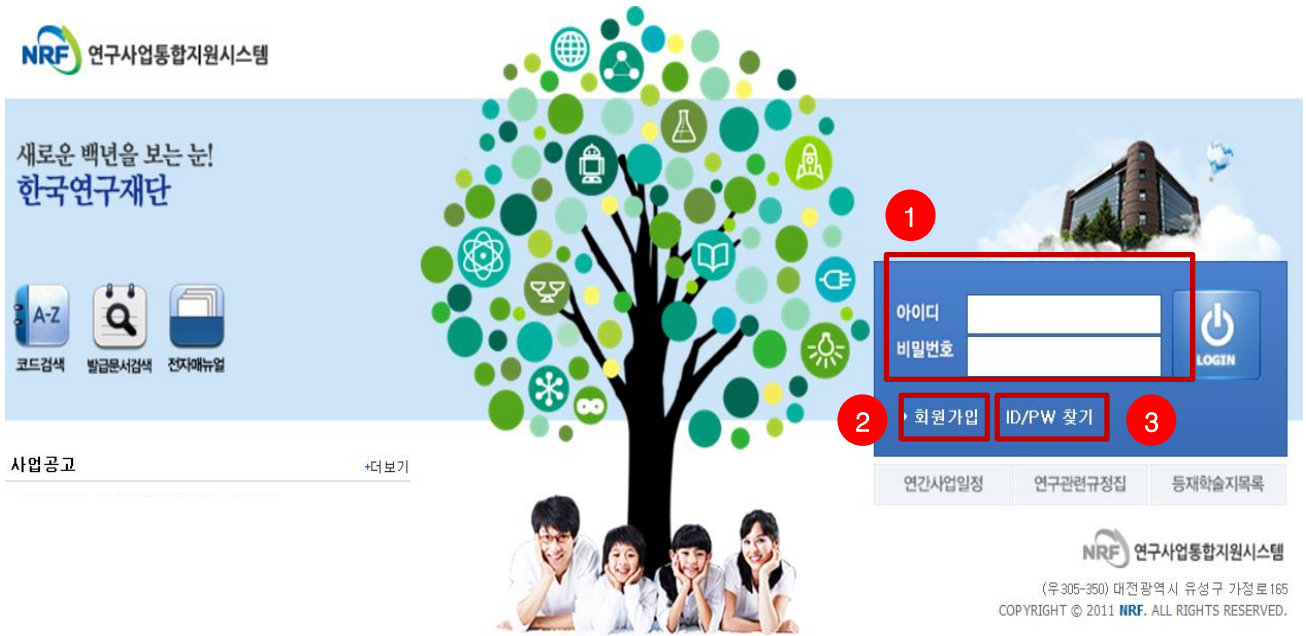 NRF 연구사업통합지원시스템
새로운 백년을 보는 눈!
한국연구재단
A-Z
코드검색 발급문서검색 전자매뉴얼
사업공고 +더보기
1
아이디
비밀번호
LOGIN
2 회원가입 ID/PW 찾기 3
연간사업일정 연구관련규정집 등재학술지목록
NRF 연구사업통합지원시스템
(우305-350) 대전광역시 유성구 가정로165
COPYRIGHT © 2011 NRF. ALL RIGHTS RESERVED.